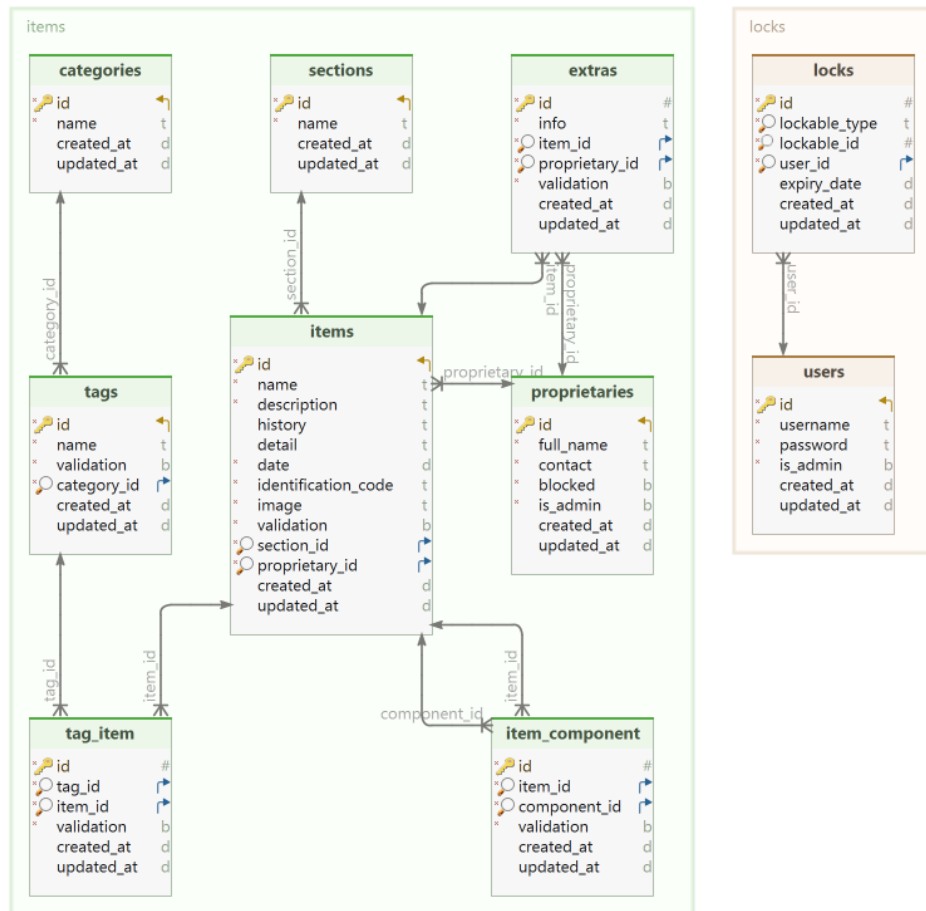 items
categories
id
name t
created_at d
updated_at d
sections
id
name t
created_at d
updated_at d
extras
id #
info t
item_id
proprietary_id
validation b
created_at d
updated_at d
locks
locks
id #
lockable_type t
lockable_id #
user_id
expiry_date d
created_at d
updated_at d
category_id
section_id
item_id
proprietary_id
user_id
items
id
name t
description t
history t
detail t
date d
identification_code t
image t
validation b
section_id
proprietary_id
created_at d
updated_at d
proprietary_id
tags
id
name t
validation b
category_id
created_at d
updated_at d
proprietaries
id
full_name t
contact t
blocked b
is_admin b
created_at d
updated_at d
users
id
username t
password t
is_admin b
created_at d
updated_at d
tag_id
item_id
component_id
item_id
tag_item
id #
tag_id
item_id
validation b
created_at d
updated_at d
item_component
id #
item_id
component_id
validation b
created_at d
updated_at d